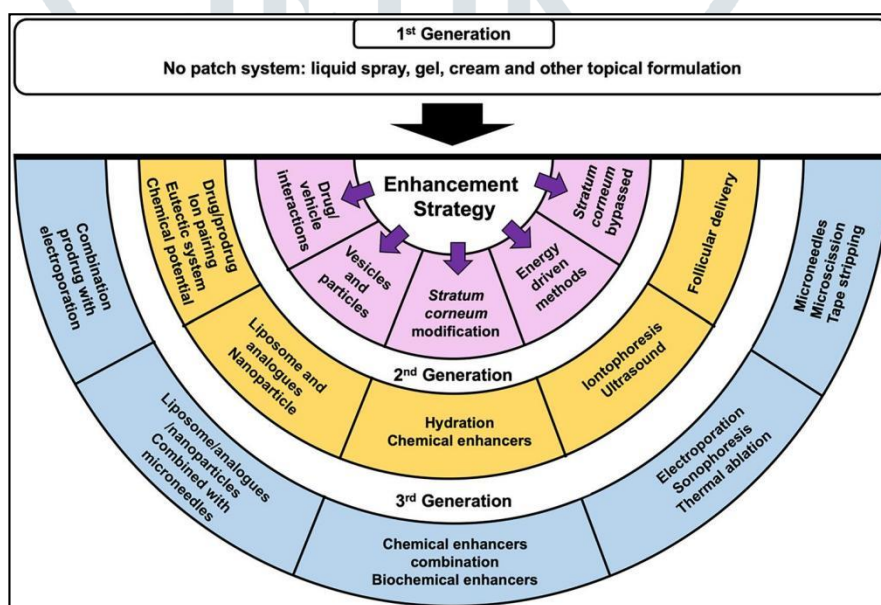 1st Generation
No patch system: liquid spray, gel, cream and other topical formulation
Enhancement
Strategy
Drug/
vehicle
interactions
Vesicles
and
particles
Stratum
corneum
modification
Energy
driven
methods
Stratum
corneum
bypassed
2nd Generation
Drug/prodrug
Ion pairing
Eutectic system
Chemical potential
Liposome and
analogues
Nanoparticle
Hydration
Chemical enhancers
Iontophoresis
Ultrasound
Follicular delivery
3rd Generation
Combination
prodrug with
electroporation
Liposome/analogues
/nanoparticles
Combined with
microneedles
Chemical enhancers
combination
Biochemical enhancers
Electroporation
Sonophoresis
Thermal ablation
Microneedles
Microscission
Tape stripping